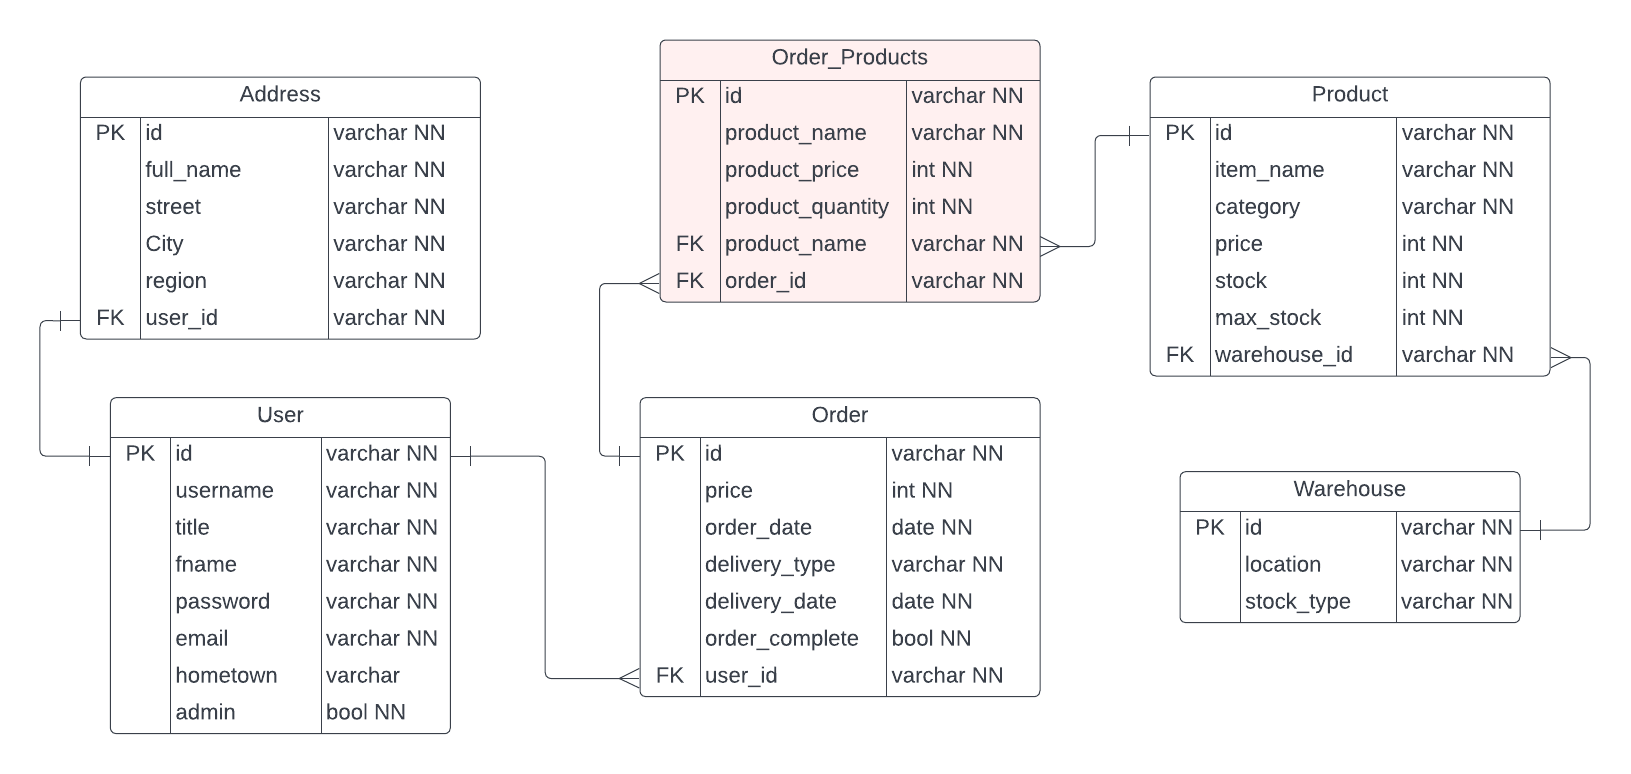 Address
PK id varchar NN
full_name varchar NN
street varchar NN
City varchar NN
region varchar NN
FK user_id varchar NN
Order_Products
PK id varchar NN
product_name varchar NN
product_price int NN
product_quantity int NN
FK product_name varchar NN
FK order_id varchar NN
Product
PK id varchar NN
item_name varchar NN
category varchar NN
price int NN
stock int NN
max_stock int NN
FK warehouse_id varchar NN
User
PK id varchar NN
username varchar NN
title varchar NN
fname varchar NN
password varchar NN
email varchar NN
hometown varchar
admin bool NN
Order
PK id varchar NN
price int NN
order_date date NN
delivery_type varchar NN
delivery_date date NN
order_complete bool NN
FK user_id varchar NN
Warehouse
PK id varchar NN
location varchar NN
stock_type varchar NN